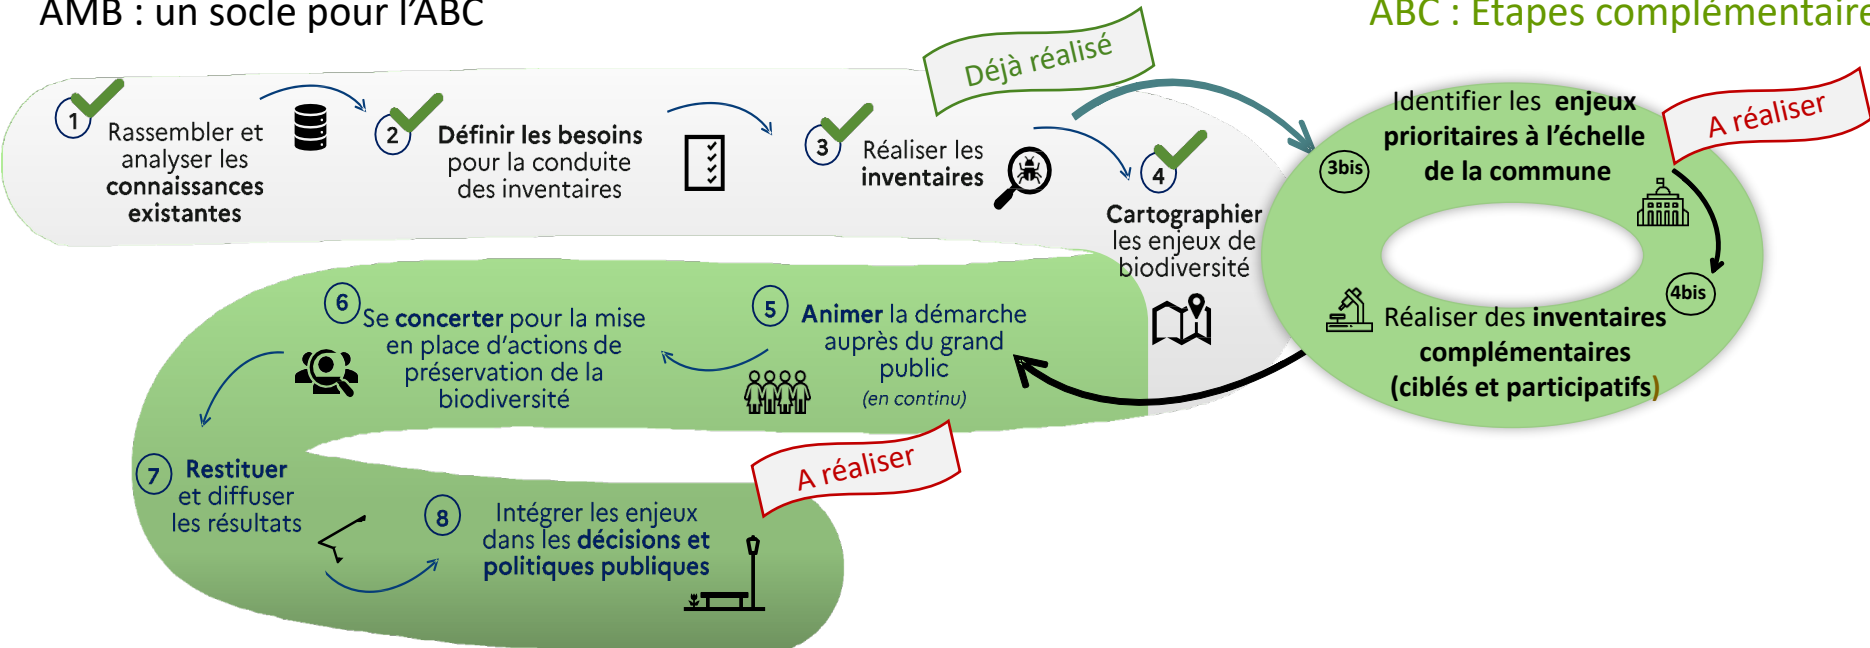 AMB : un socle pour l'ABC
ABC : Etapes complémentaire
Déjà réalisé
A réaliser
1
Rassembler et
analyser les
connaissances
existantes
2
Définir les besoins
pour la conduite
des inventaires
3
Réaliser les
inventaires
4
Cartographier
les enjeux de
biodiversité
3bis
Identifier les enjeux
prioritaires à l'échelle
de la commune
4bis
Réaliser des inventaires
complémentaires
(ciblés et participatifs)
5
Animer la démarche
auprès du grand
public
(en continu)
6
Se concerter pour la mise
en place d'actions de
préservation de la
biodiversité
7
Restituer
et diffuser
les résultats
8
Intégrer les enjeux
dans les décisions et
politiques publiques
A réaliser